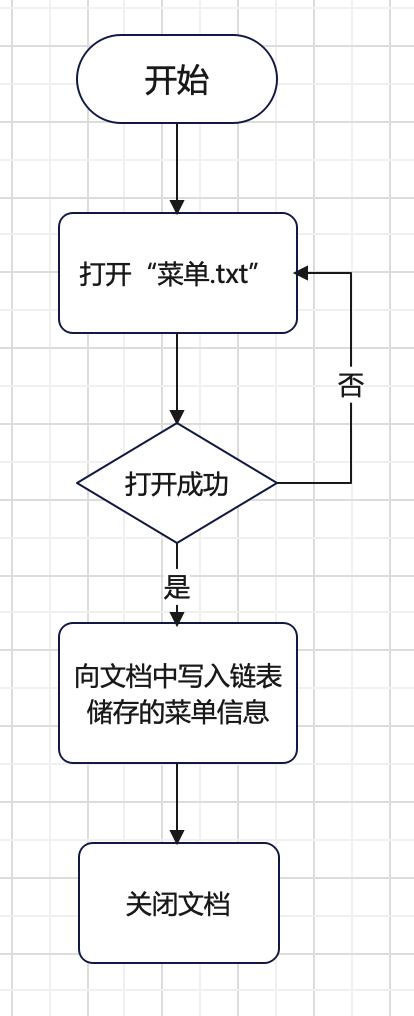 开始
打开“菜单.txt”
否
打开成功
是
向文档中写入链表
储存的菜单信息
关闭文档